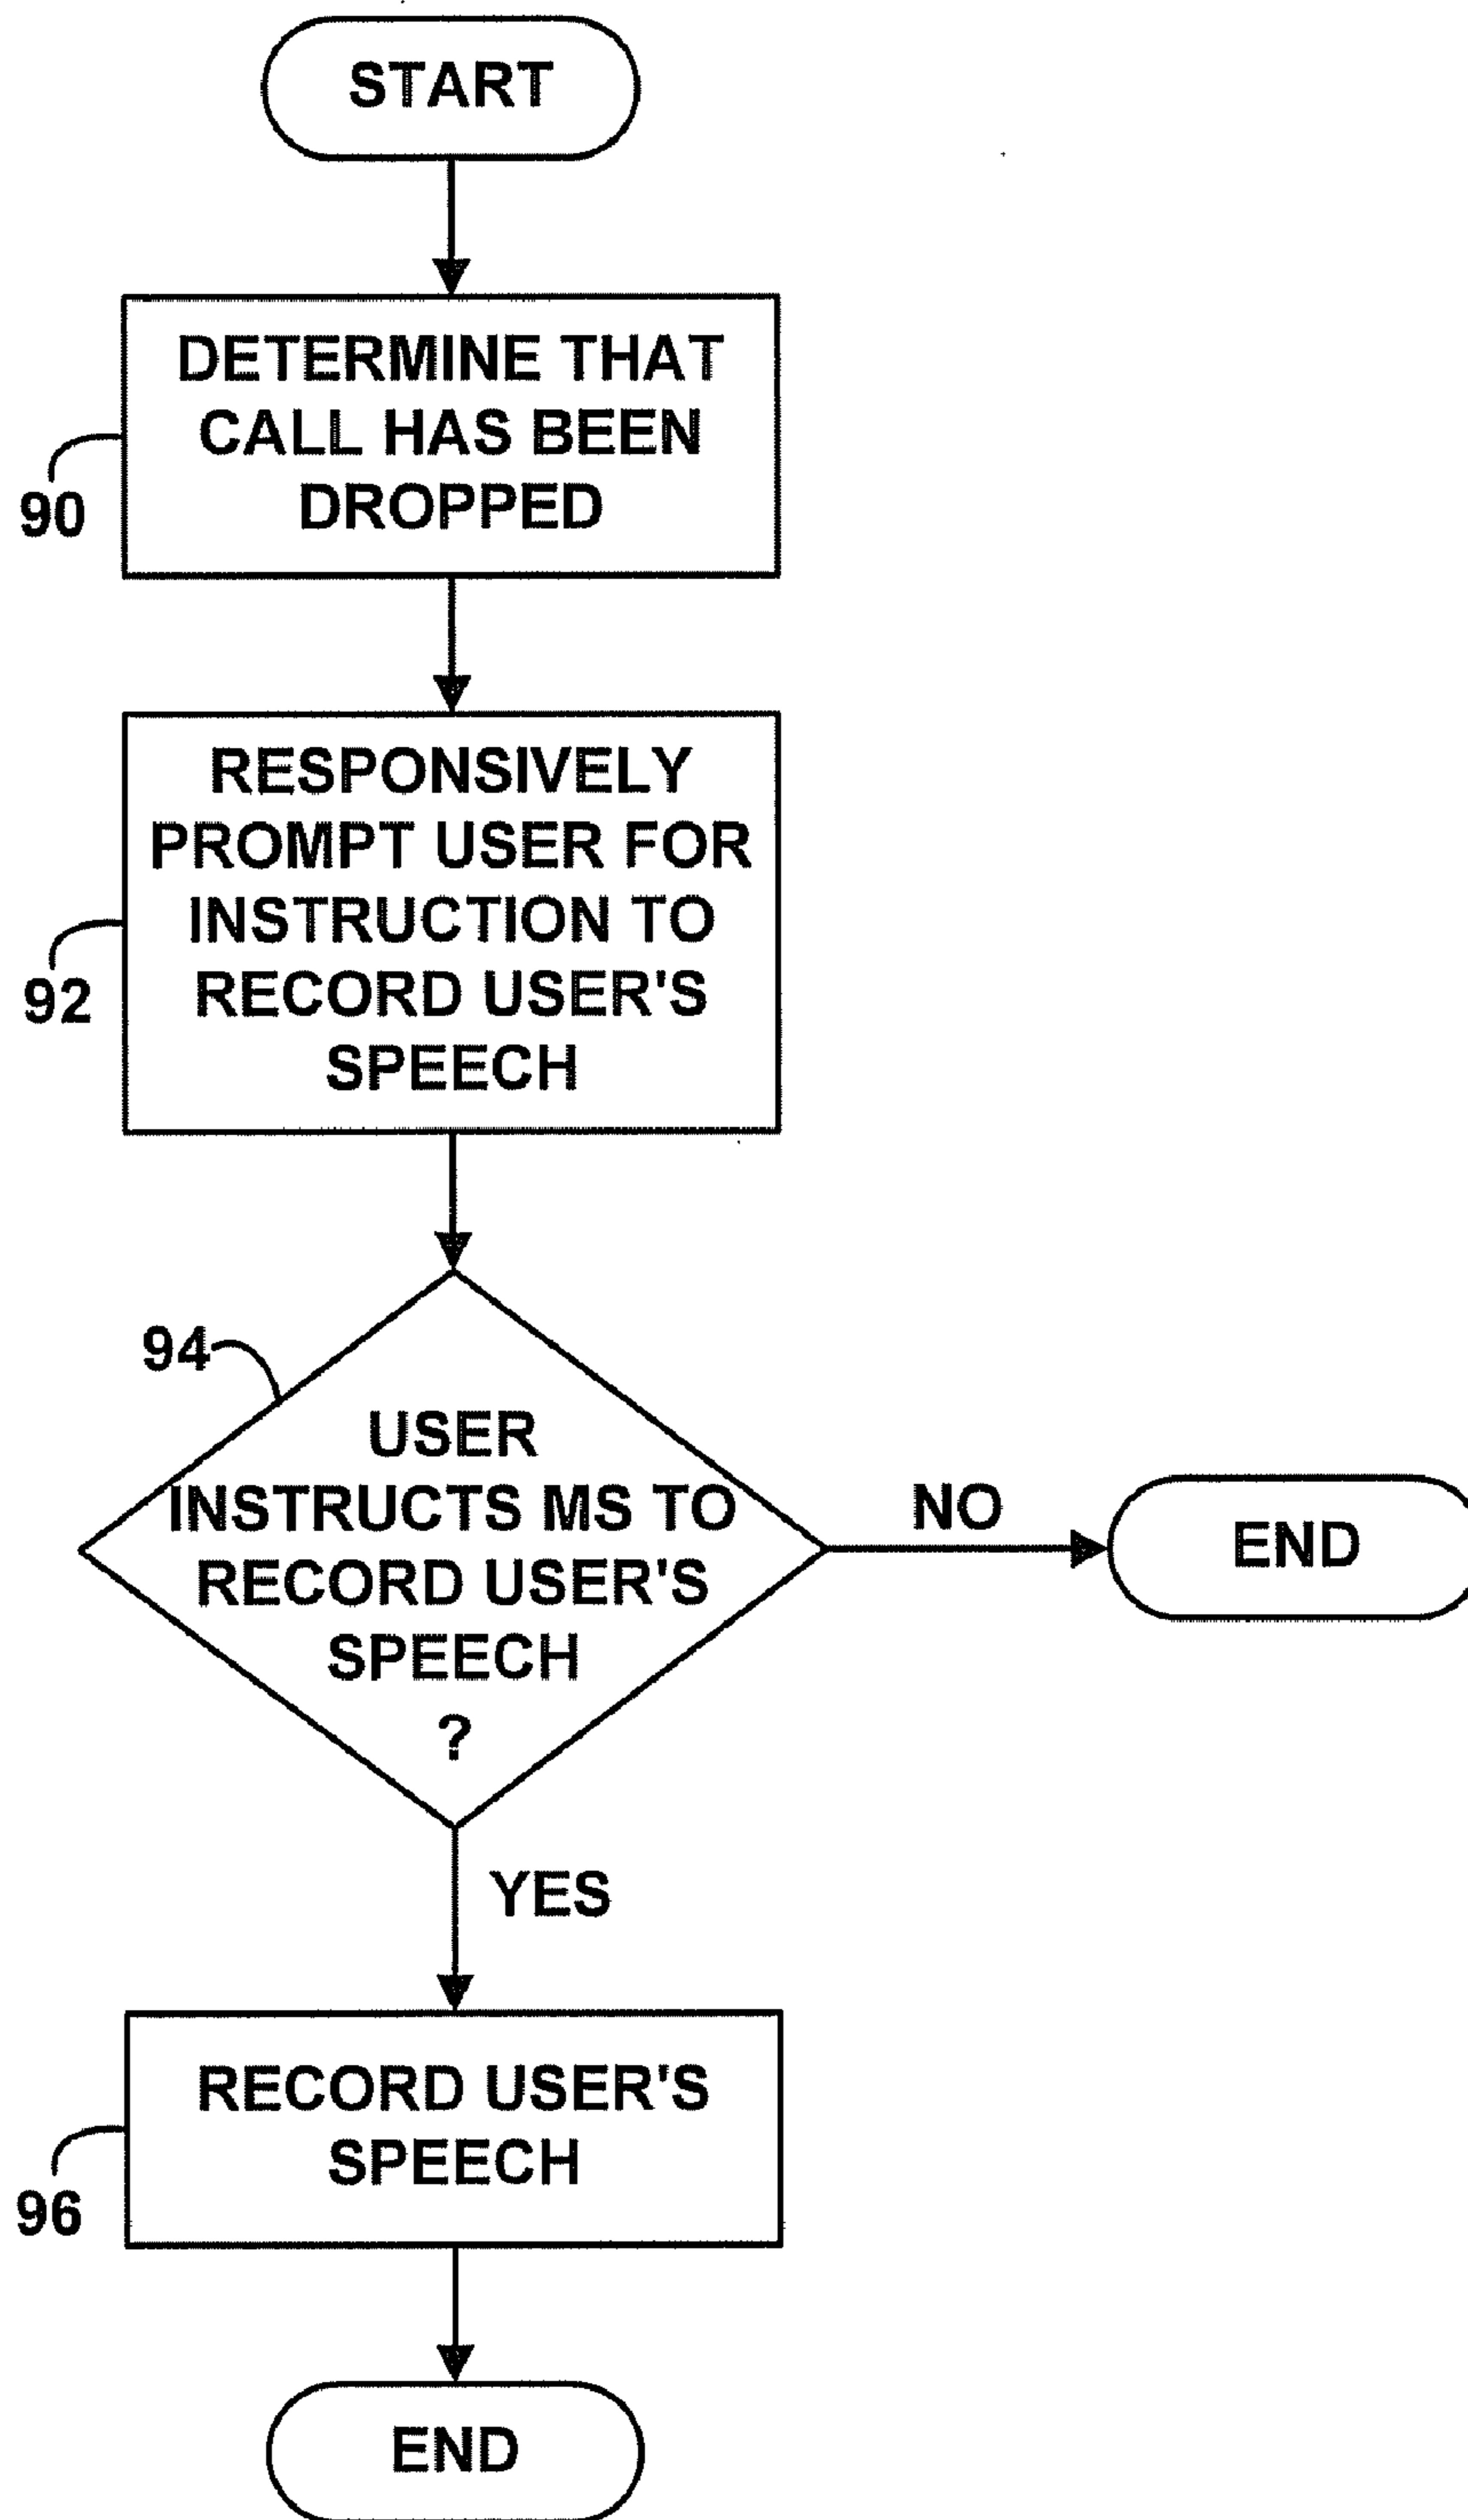 START
DETERMINE THAT
CALL HAS BEEN
DROPPED
90
RESPONSIVELY
PROMPT USER FOR
INSTRUCTION TO
RECORD USER'S
SPEECH
92
94
USER
INSTRUCTS MS TO
RECORD USER'S
SPEECH
?
NO
END
YES
RECORD USER'S
SPEECH
96
END